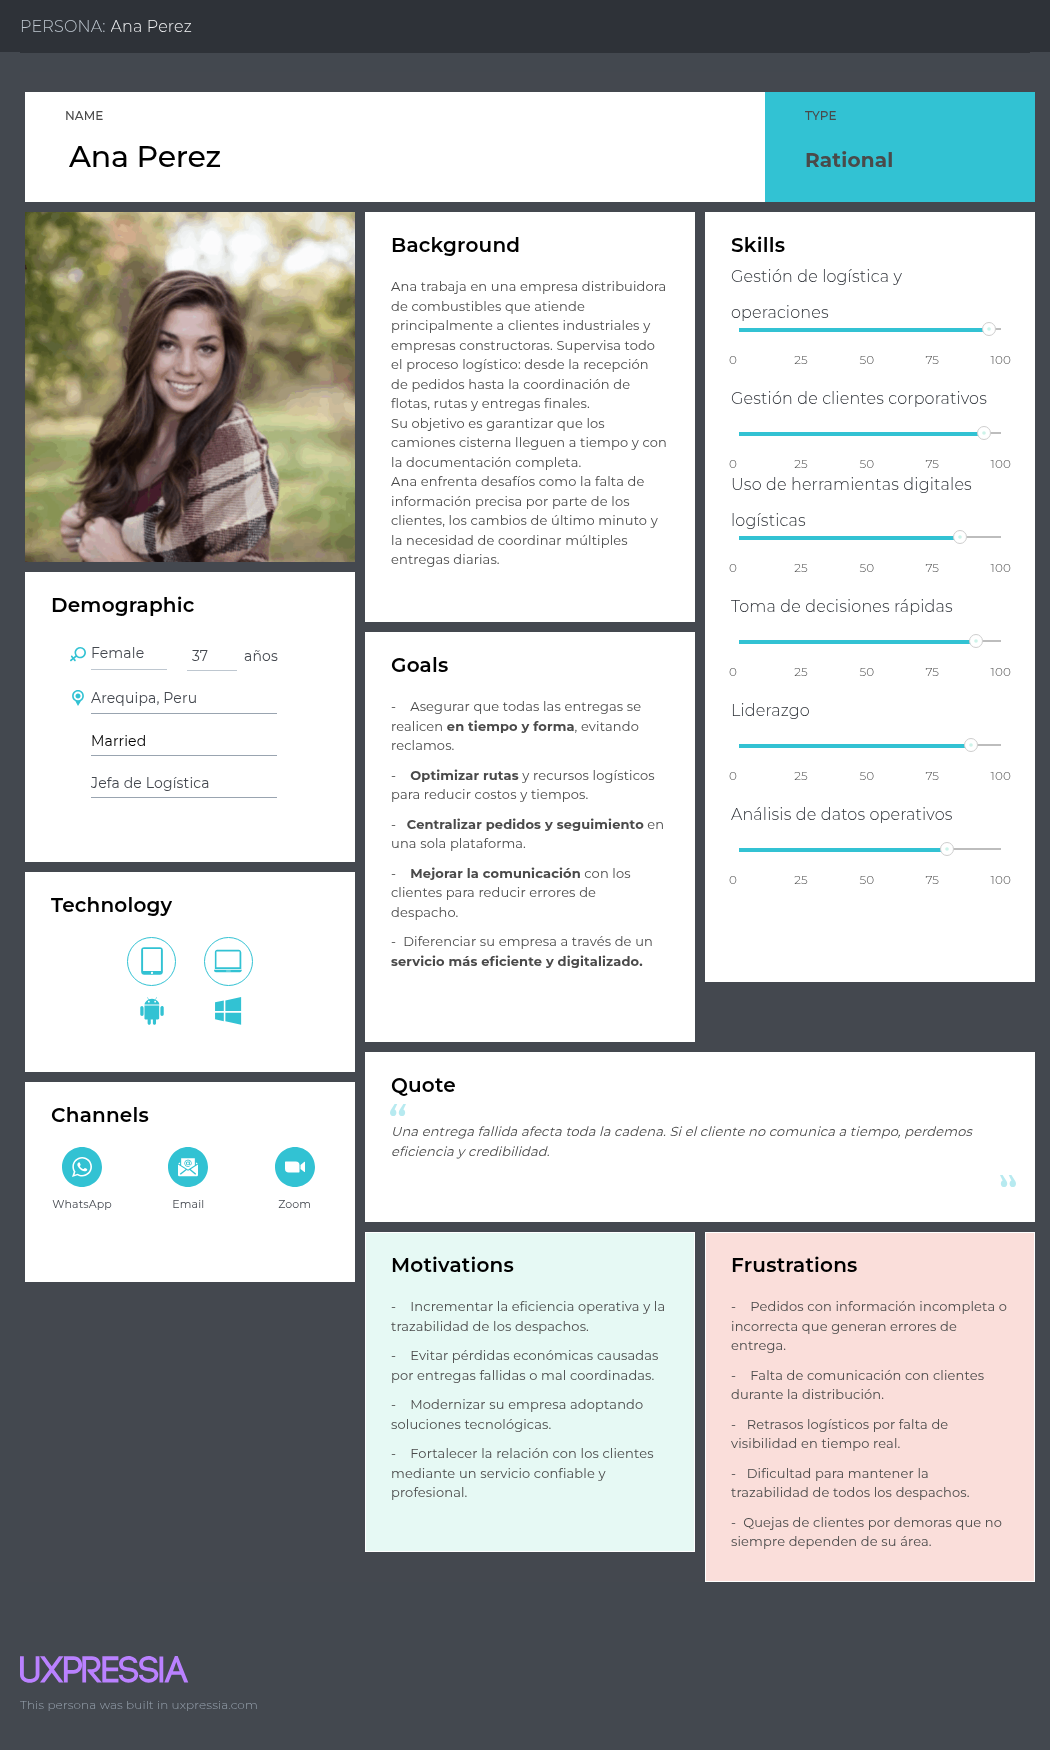 PERSONA: Ana Perez
NAME
Ana Perez
TYPE
Rational
Demographic
Female
37 años
Arequipa, Peru
Married
Jefa de Logística
Technology
Channels
WhatsApp
Email
Zoom
Background
Ana trabaja en una empresa distribuidora
de combustibles que atiende
principalmente a clientes industriales y
empresas constructoras. Supervisa todo
el proceso logístico: desde la recepción
de pedidos hasta la coordinación de
flotas, rutas y entregas finales.
Su objetivo es garantizar que los
camiones cisterna lleguen a tiempo y con
la documentación completa.
Ana enfrenta desafíos como la falta de
información precisa por parte de los
clientes, los cambios de último minuto y
la necesidad de coordinar múltiples
entregas diarias.
Goals
- Asegurar que todas las entregas se
realicen en tiempo y forma, evitando
reclamos.
- Optimizar rutas y recursos logísticos
para reducir costos y tiempos.
- Centralizar pedidos y seguimiento en
una sola plataforma.
- Mejorar la comunicación con los
clientes para reducir errores de
despacho.
- Diferenciar su empresa a través de un
servicio más eficiente y digitalizado.
Skills
Gestión de logística y
operaciones
0 25 50 75 100
Gestión de clientes corporativos
0 25 50 75 100
Uso de herramientas digitales
logísticas
0 25 50 75 100
Toma de decisiones rápidas
0 25 50 75 100
Liderazgo
0 25 50 75 100
Análisis de datos operativos
0 25 50 75 100
Quote
“
Una entrega fallida afecta toda la cadena. Si el cliente no comunica a tiempo, perdemos
eficiencia y credibilidad.
”
Motivations
- Incrementar la eficiencia operativa y la
trazabilidad de los despachos.
- Evitar pérdidas económicas causadas
por entregas fallidas o mal coordinadas.
- Modernizar su empresa adoptando
soluciones tecnológicas.
- Fortalecer la relación con los clientes
mediante un servicio confiable y
profesional.
Frustrations
- Pedidos con información incompleta o
incorrecta que generan errores de
entrega.
- Falta de comunicación con clientes
durante la distribución.
- Retrasos logísticos por falta de
visibilidad en tiempo real.
- Dificultad para mantener la
trazabilidad de todos los despachos.
- Quejas de clientes por demoras que no
siempre dependen de su área.
UXPRESSIA
This persona was built in uxpressia.com